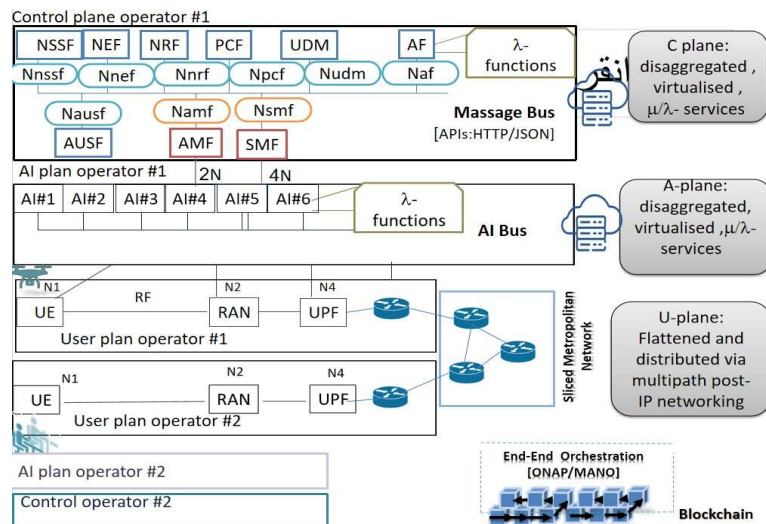 Control plane operator #1
NSSF NEF NRF PCF UDM AF
λ-
functions
Nnssf Nnef Nnrf Npcf Nudm Naf
انقر
C plane:
disaggregated ,
virtualised ,
μ/λ- services
Nausf Namf Nsmf
Massage Bus
[APIs:HTTP/JSON]
AUSF AMF SMF
AI plan operator #1
2N 4N
AI#1 AI#2 AI#3 AI#4 AI#5 AI#6
λ-
functions
AI Bus
A-plane:
disaggregated,
virtualised ,μ/λ-
services
N1 N2 N4
RF
UE RAN UPF
User plan operator #1
Sliced Metropolitan
Network
U-plane:
Flattened and
distributed via
multipath post-
IP networking
N1 N2 N4
UE RAN UPF
User plan operator #2
AI plan operator #2
End-End Orchestration
[ONAP/MANO]
Control operator #2
Blockchain